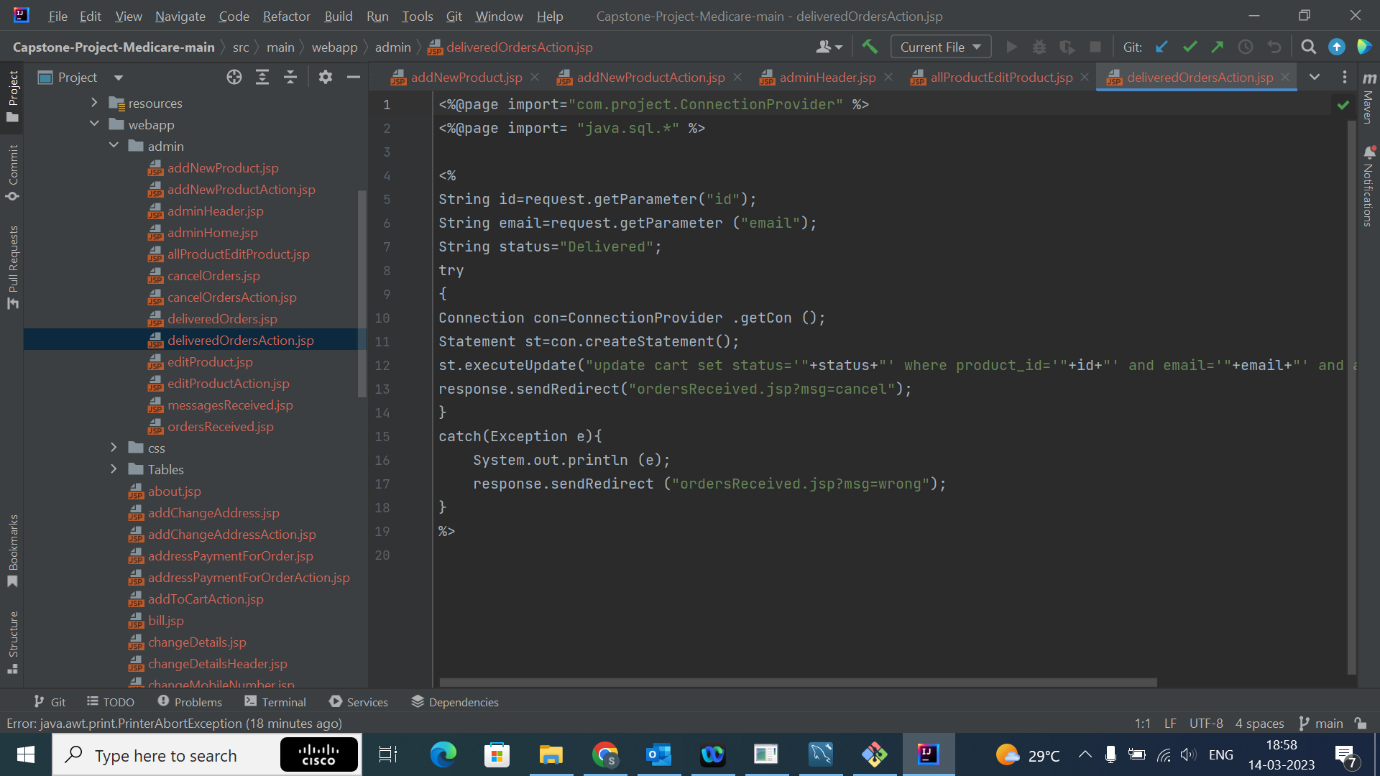 File Edit View Navigate Code Refactor Build Run Tools Git Window Help Capstone-Project-Medicare-main - deliveredOrdersAction.jsp
Capstone-Project-Medicare-main src main webapp admin deliveredOrdersAction.jsp Current File Git:
Project
addNewProduct.jsp addNewProductAction.jsp adminHeader.jsp allProductEditProduct.jsp deliveredOrdersAction.jsp
resources
webapp
admin
addNewProduct.jsp
addNewProductAction.jsp
adminHeader.jsp
adminHome.jsp
allProductEditProduct.jsp
cancelOrders.jsp
cancelOrdersAction.jsp
deliveredOrders.jsp
deliveredOrdersAction.jsp
editProduct.jsp
editProductAction.jsp
messagesReceived.jsp
ordersReceived.jsp
css
Tables
about.jsp
addChangeAddress.jsp
addChangeAddressAction.jsp
addressPaymentForOrder.jsp
addressPaymentForOrderAction.jsp
addToCartAction.jsp
bill.jsp
changeDetails.jsp
changeDetailsHeader.jsp
changeMobileNumber.jsp
1 <%@page import="com.project.ConnectionProvider" %>
2 <%@page import= "java.sql.*" %>
3
4 <%
5 String id=request.getParameter("id");
6 String email=request.getParameter ("email");
7 String status="Delivered";
8 try
9 {
10 Connection con=ConnectionProvider .getCon ();
11 Statement st=con.createStatement();
12 st.executeUpdate("update cart set status='"+status+"' where product_id='"+id+"' and email='"+email+"' and
13 response.sendRedirect("ordersReceived.jsp?msg=cancel");
14 }
15 catch(Exception e){
16 System.out.println (e);
17 response.sendRedirect ("ordersReceived.jsp?msg=wrong");
18 }
19 %>
20
Project
Commit
Pull Requests
Bookmarks
Structure
m
Maven
Notifications
Git TODO Problems Terminal Services Dependencies
Error: java.awt.print.PrinterAbortException (18 minutes ago) 1:1 LF UTF-8 4 spaces main
Type here to search
CISCO
29°C ENG
18:58
14-03-2023
7